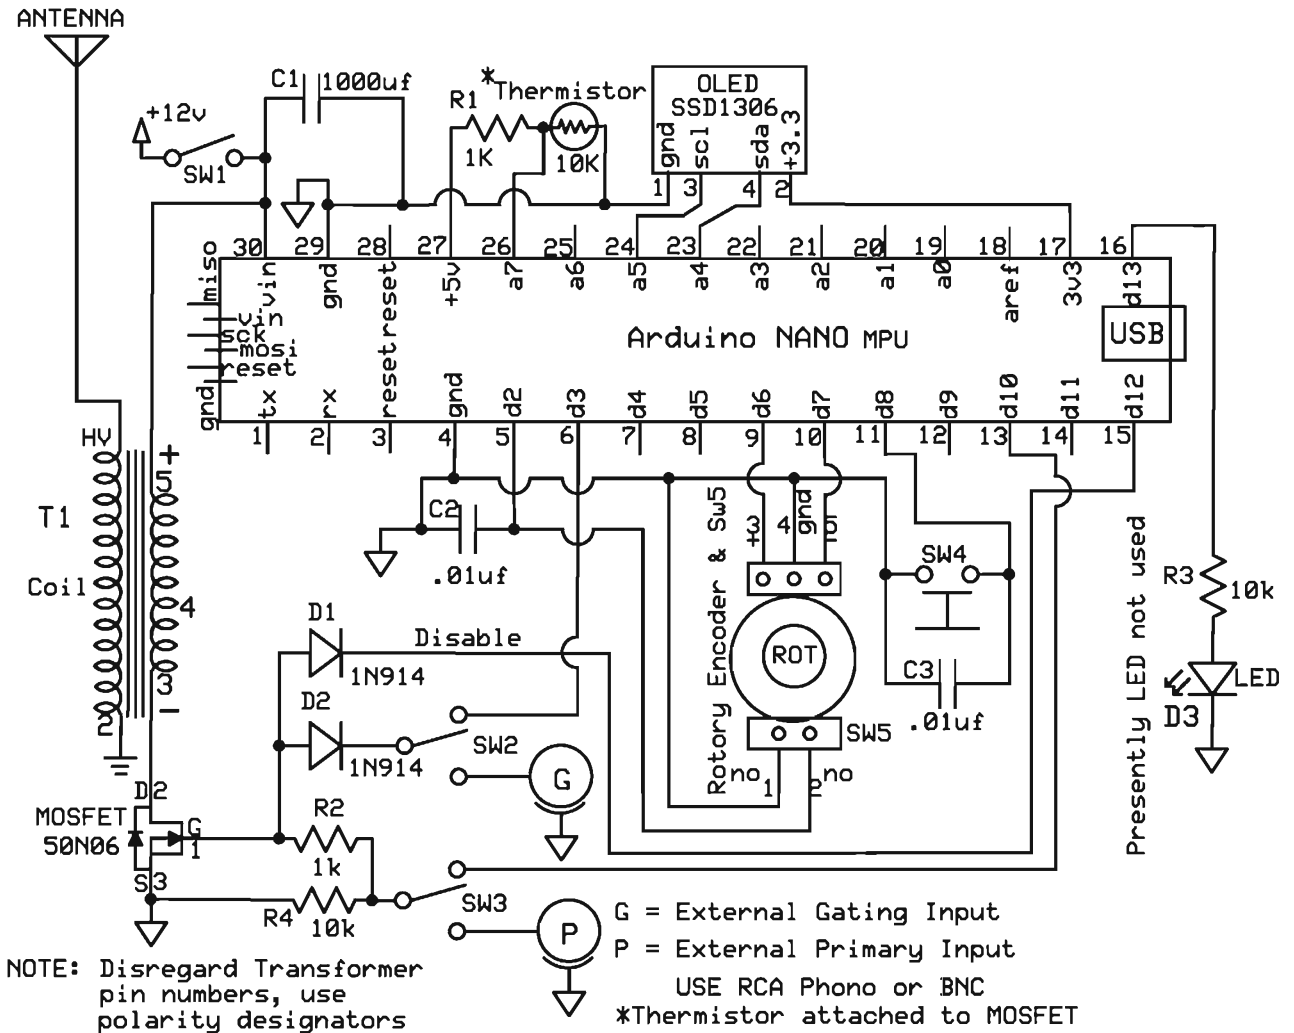 ANTENNA
+12v
SW1
C1
1000uf
R1
1K
*Thermistor
10K
OLED
SSD1306
gnd
scl
sda
+3.3
1
3
4
2
30
29
28
27
26
25
24
23
22
21
20
19
18
17
16
miso
vin
gnd
reset
+5v
a7
a6
a5
a4
a3
a2
a1
a0
aref
3v3
d13
vin
sck
mosi
reset
gnd
Arduino NANO MPU
USB
tx
rx
reset
gnd
d2
d3
d4
d5
d6
d7
d8
d9
d10
d11
d12
1
2
3
4
5
6
7
8
9
10
11
12
13
14
15
HV
+
5
T1
Coil
4
3
2
-
C2
.01uf
D1
1N914
Disable
D2
1N914
SW2
G
Rotory Encoder & Sw5
3
+
4
gnd
5
ROT
SW5
no
1
2
no
SW4
C3
.01uf
Presently LED not used
R3
10k
LED
D3
D2
MOSFET
50N06
G
1
S3
R2
1k
R4
10k
SW3
P
G = External Gating Input
P = External Primary Input
USE RCA Phono or BNC
*Thermistor attached to MOSFET
NOTE: Disregard Transformer
pin numbers, use
polarity designators